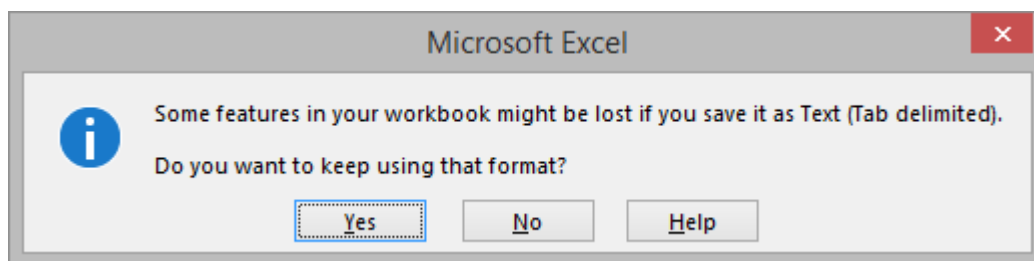 Microsoft Excel
Some features in your workbook might be lost if you save it as Text (Tab delimited).
Do you want to keep using that format?
Yes No Help